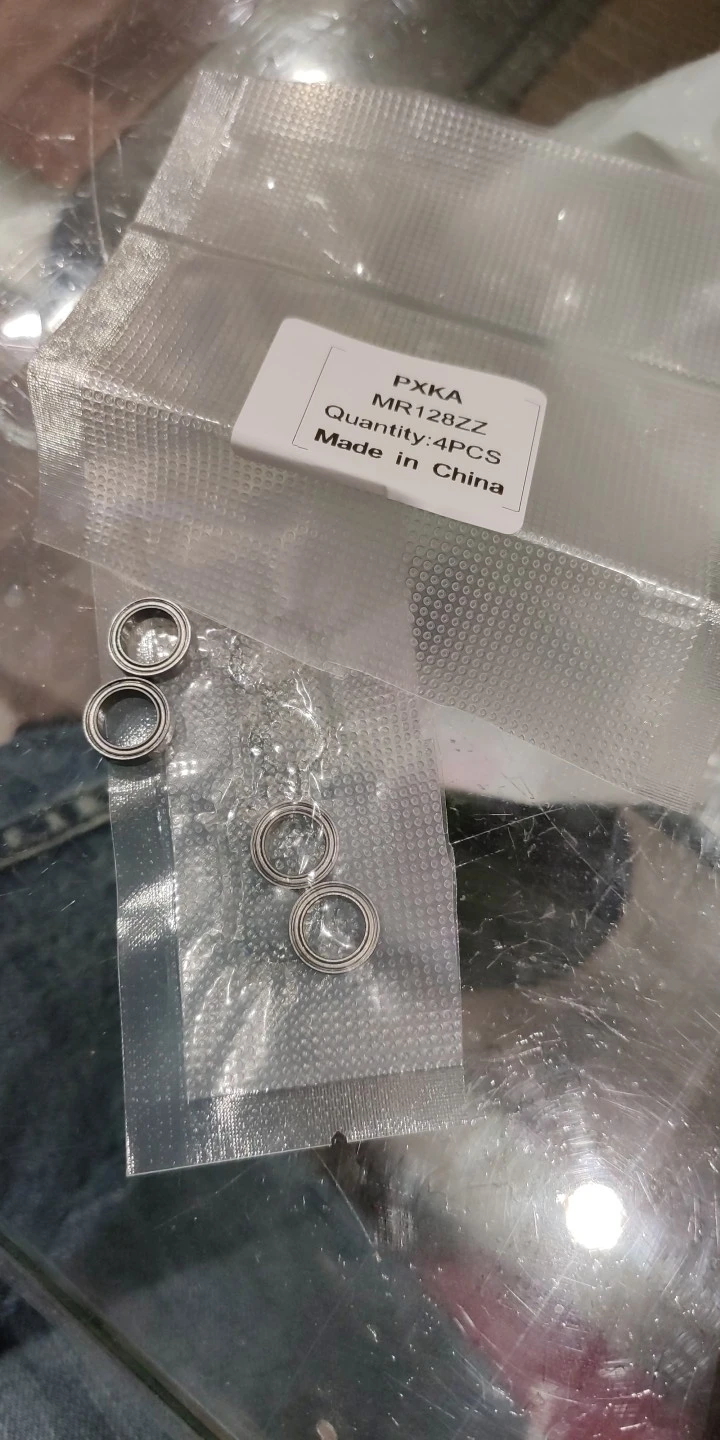 PXKA
MR128ZZ
Quantity:4PCS
Made in China